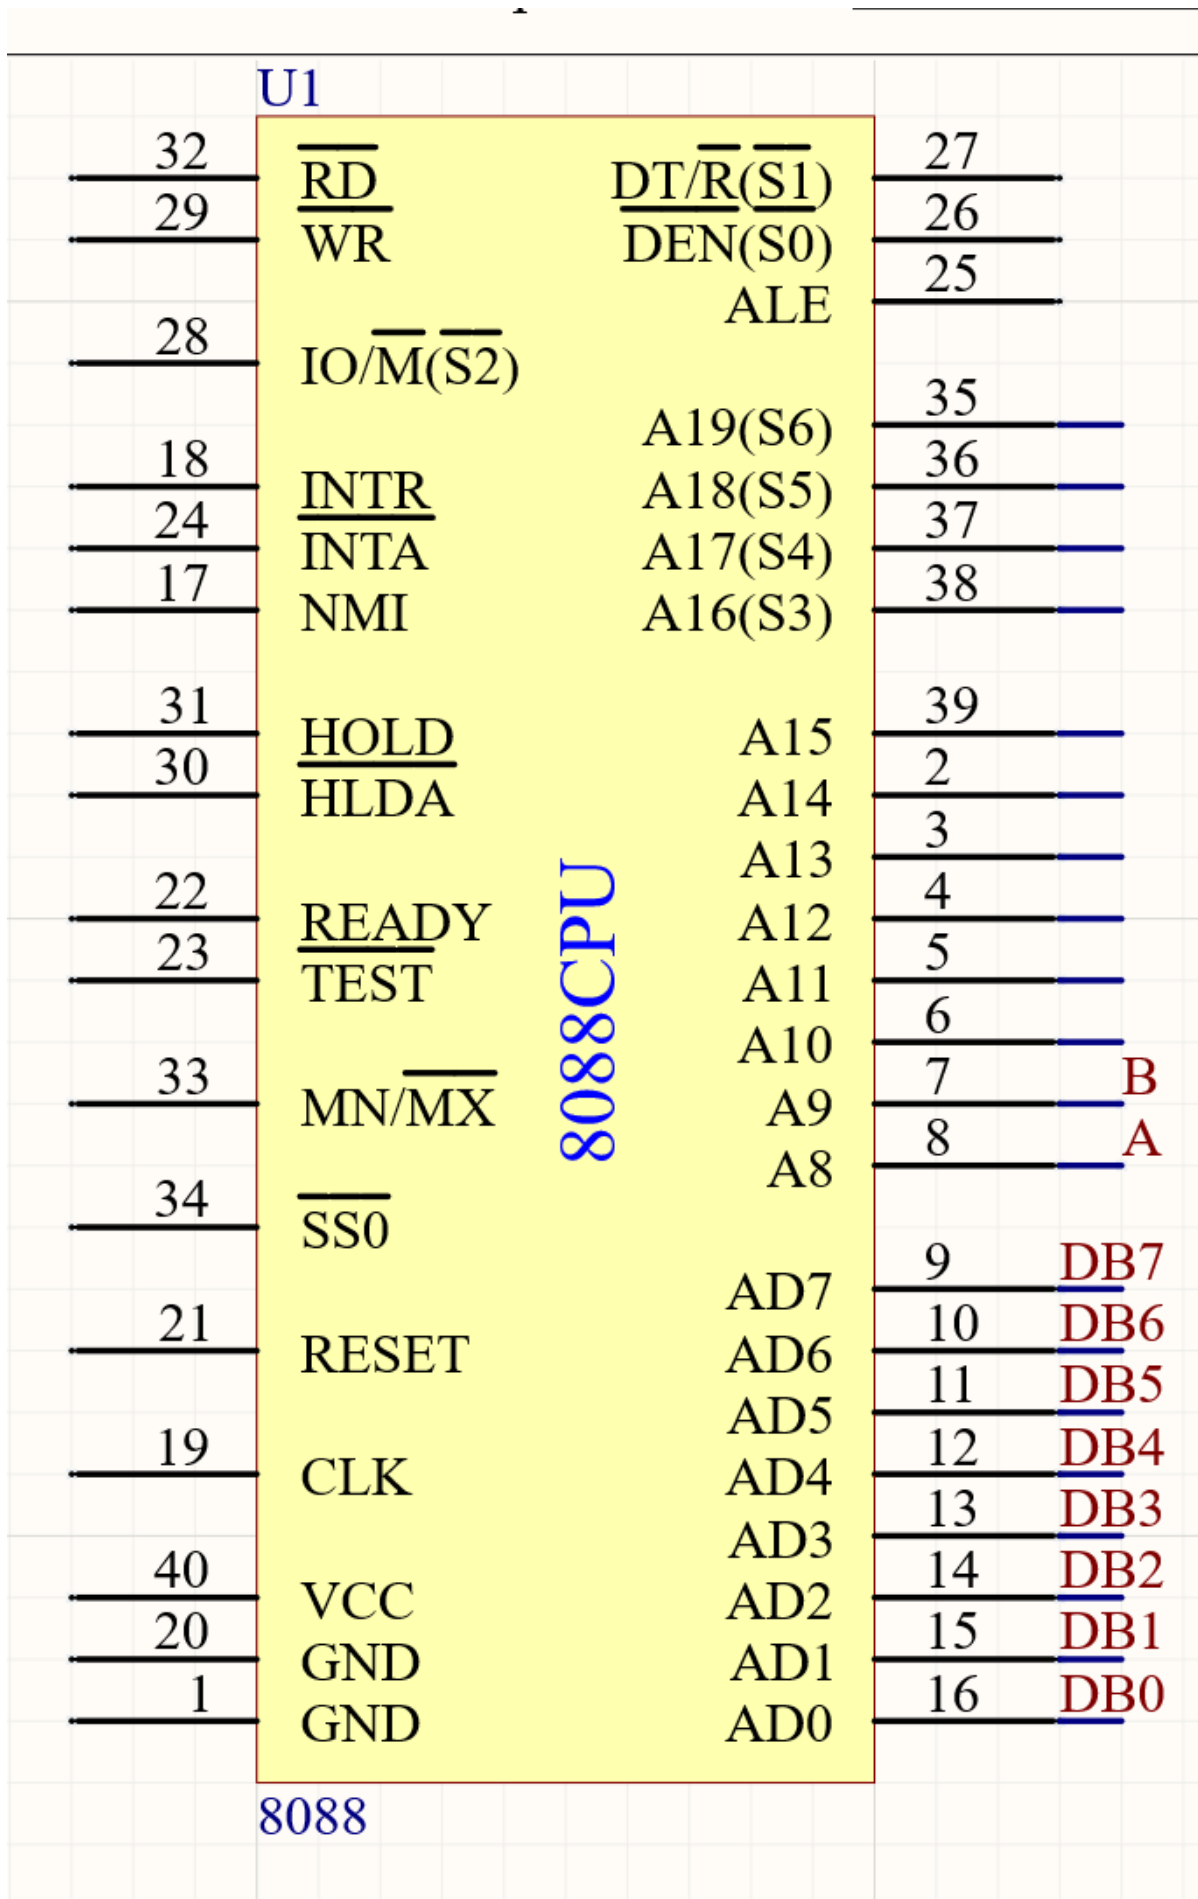 U1
32 RD DT/R(S1) 27
29 WR DEN(S0) 26
ALE 25
28 IO/M(S2)
A19(S6) 35
18 INTR A18(S5) 36
24 INTA A17(S4) 37
17 NMI A16(S3) 38
31 HOLD A15 39
30 HLDA A14 2
A13 3
22 READY A12 4
23 TEST A11 5
A10 6
33 MN/MX A9 7 B
A8 8 A
34 SS0
AD7 9 DB7
21 RESET AD6 10 DB6
AD5 11 DB5
19 CLK AD4 12 DB4
AD3 13 DB3
40 VCC AD2 14 DB2
20 GND AD1 15 DB1
1 GND AD0 16 DB0
8088CPU
8088